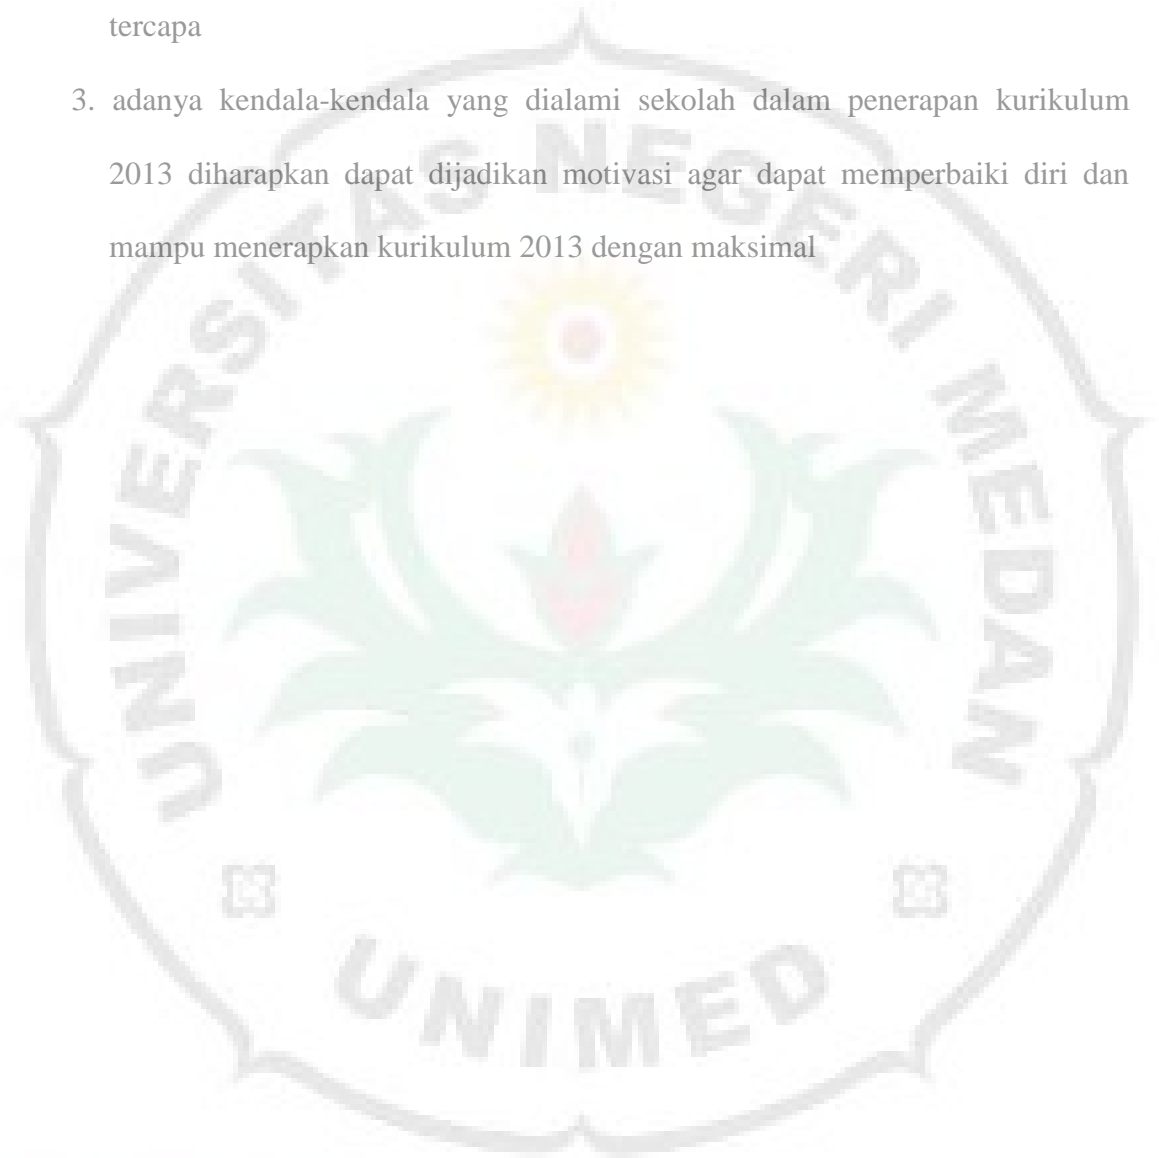 tercapa
3. adanya kendala-kendala yang dialami sekolah dalam penerapan kurikulum
2013 diharapkan dapat dijadikan motivasi agar dapat memperbaiki diri dan
mampu menerapkan kurikulum 2013 dengan maksimal
UNIVERSITAS NEGERI MEDAN
UNIMED